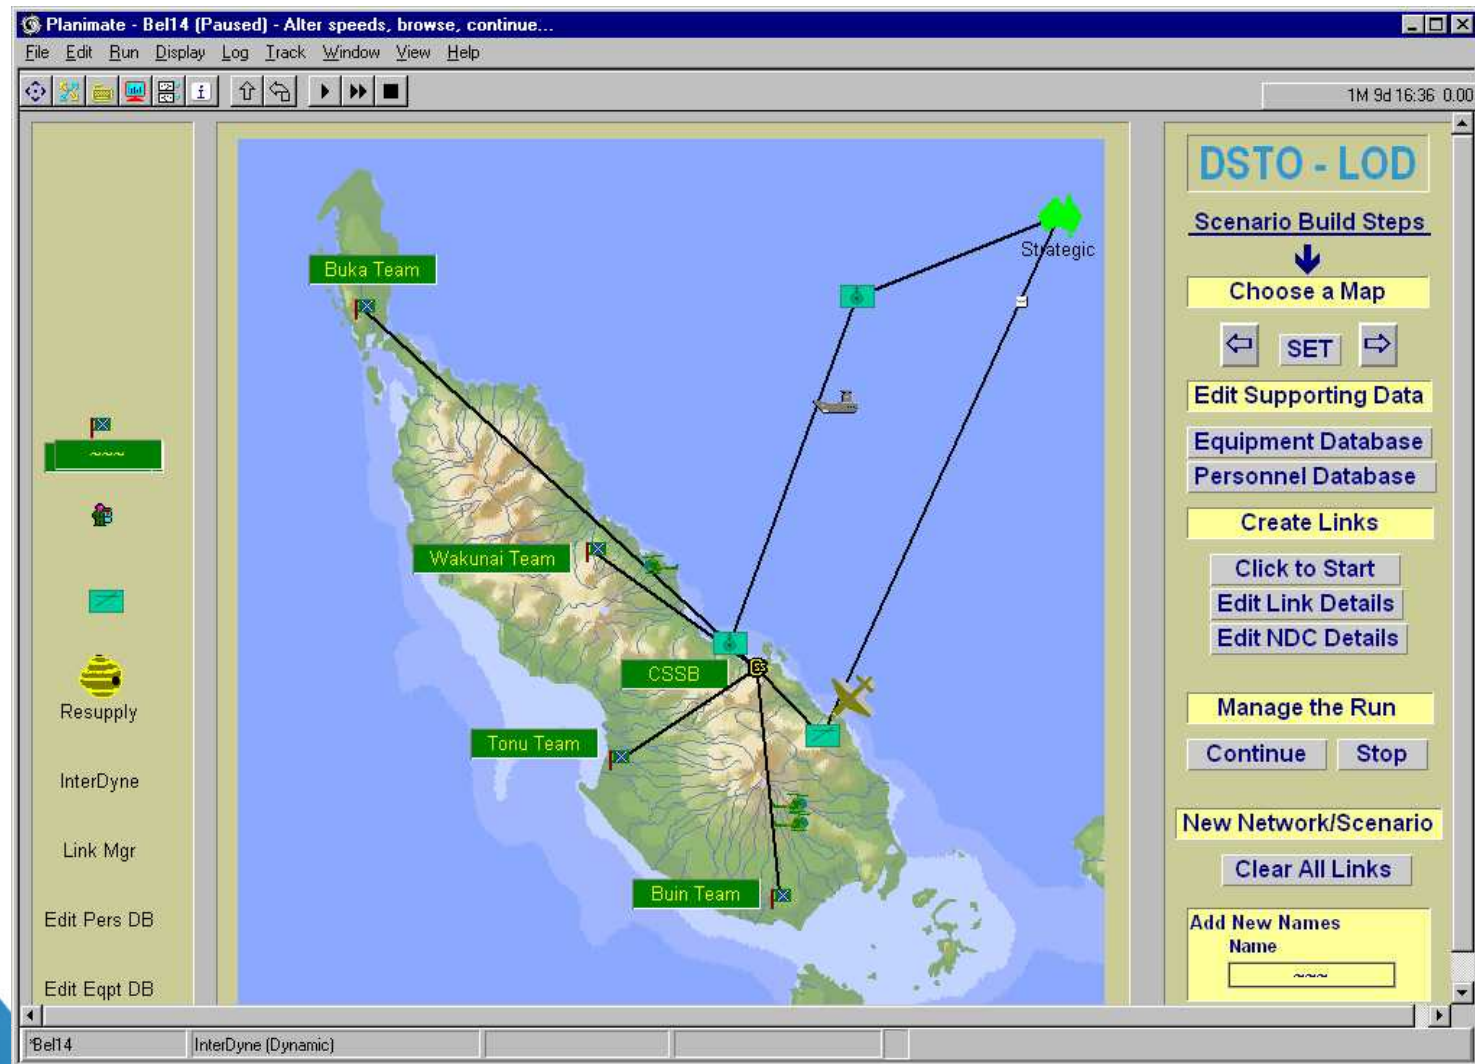 Planimate - Bel14 (Paused) - Alter speeds, browse, continue...
File Edit Run Display Log Track Window View Help
1M 9d 16:36 0.00
~~~
Resupply
InterDyne
Link Mgr
Edit Pers DB
Edit Eqpt DB
Buka Team
Strategic
Wakunai Team
CSSB
Gs
Tonu Team
Buin Team
DSTO - LOD
Scenario Build Steps
Choose a Map
SET
Edit Supporting Data
Equipment Database
Personnel Database
Create Links
Click to Start
Edit Link Details
Edit NDC Details
Manage the Run
Continue Stop
New Network/Scenario
Clear All Links
Add New Names
Name
~~~
*Bel14 InterDyne (Dynamic)